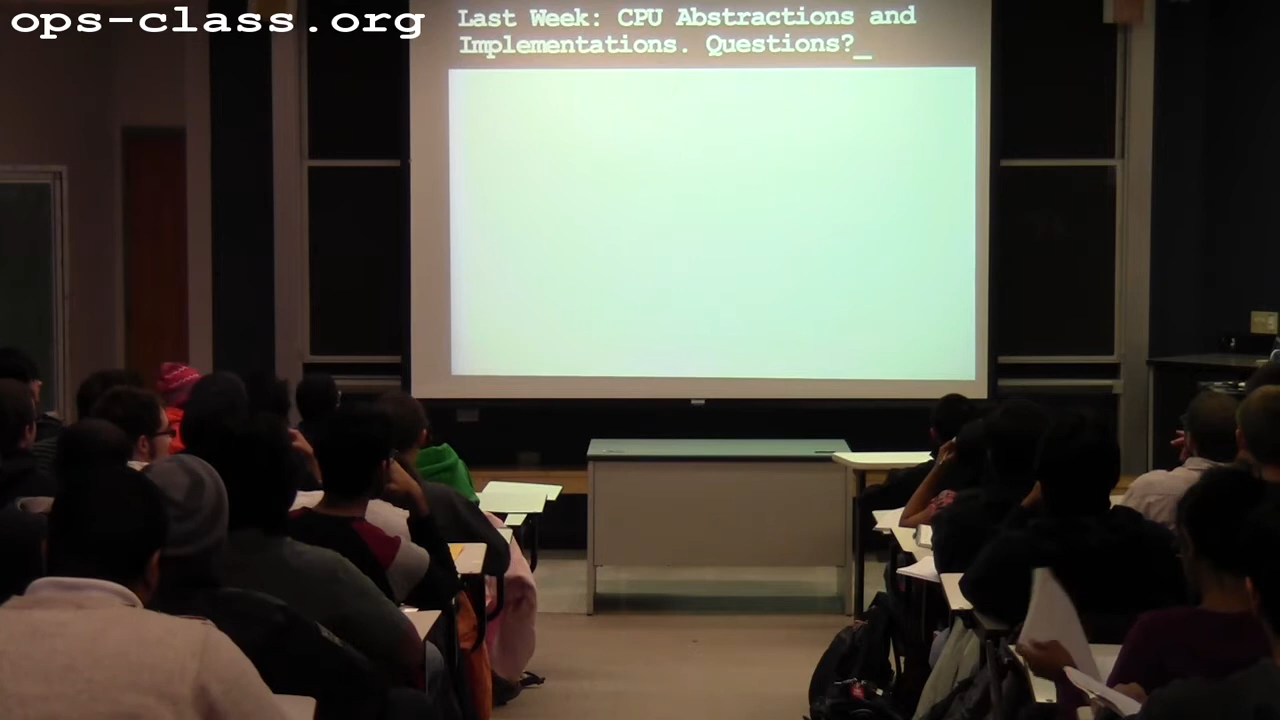 ops-class.org
Last Week: CPU Abstractions and
Implementations. Questions?_